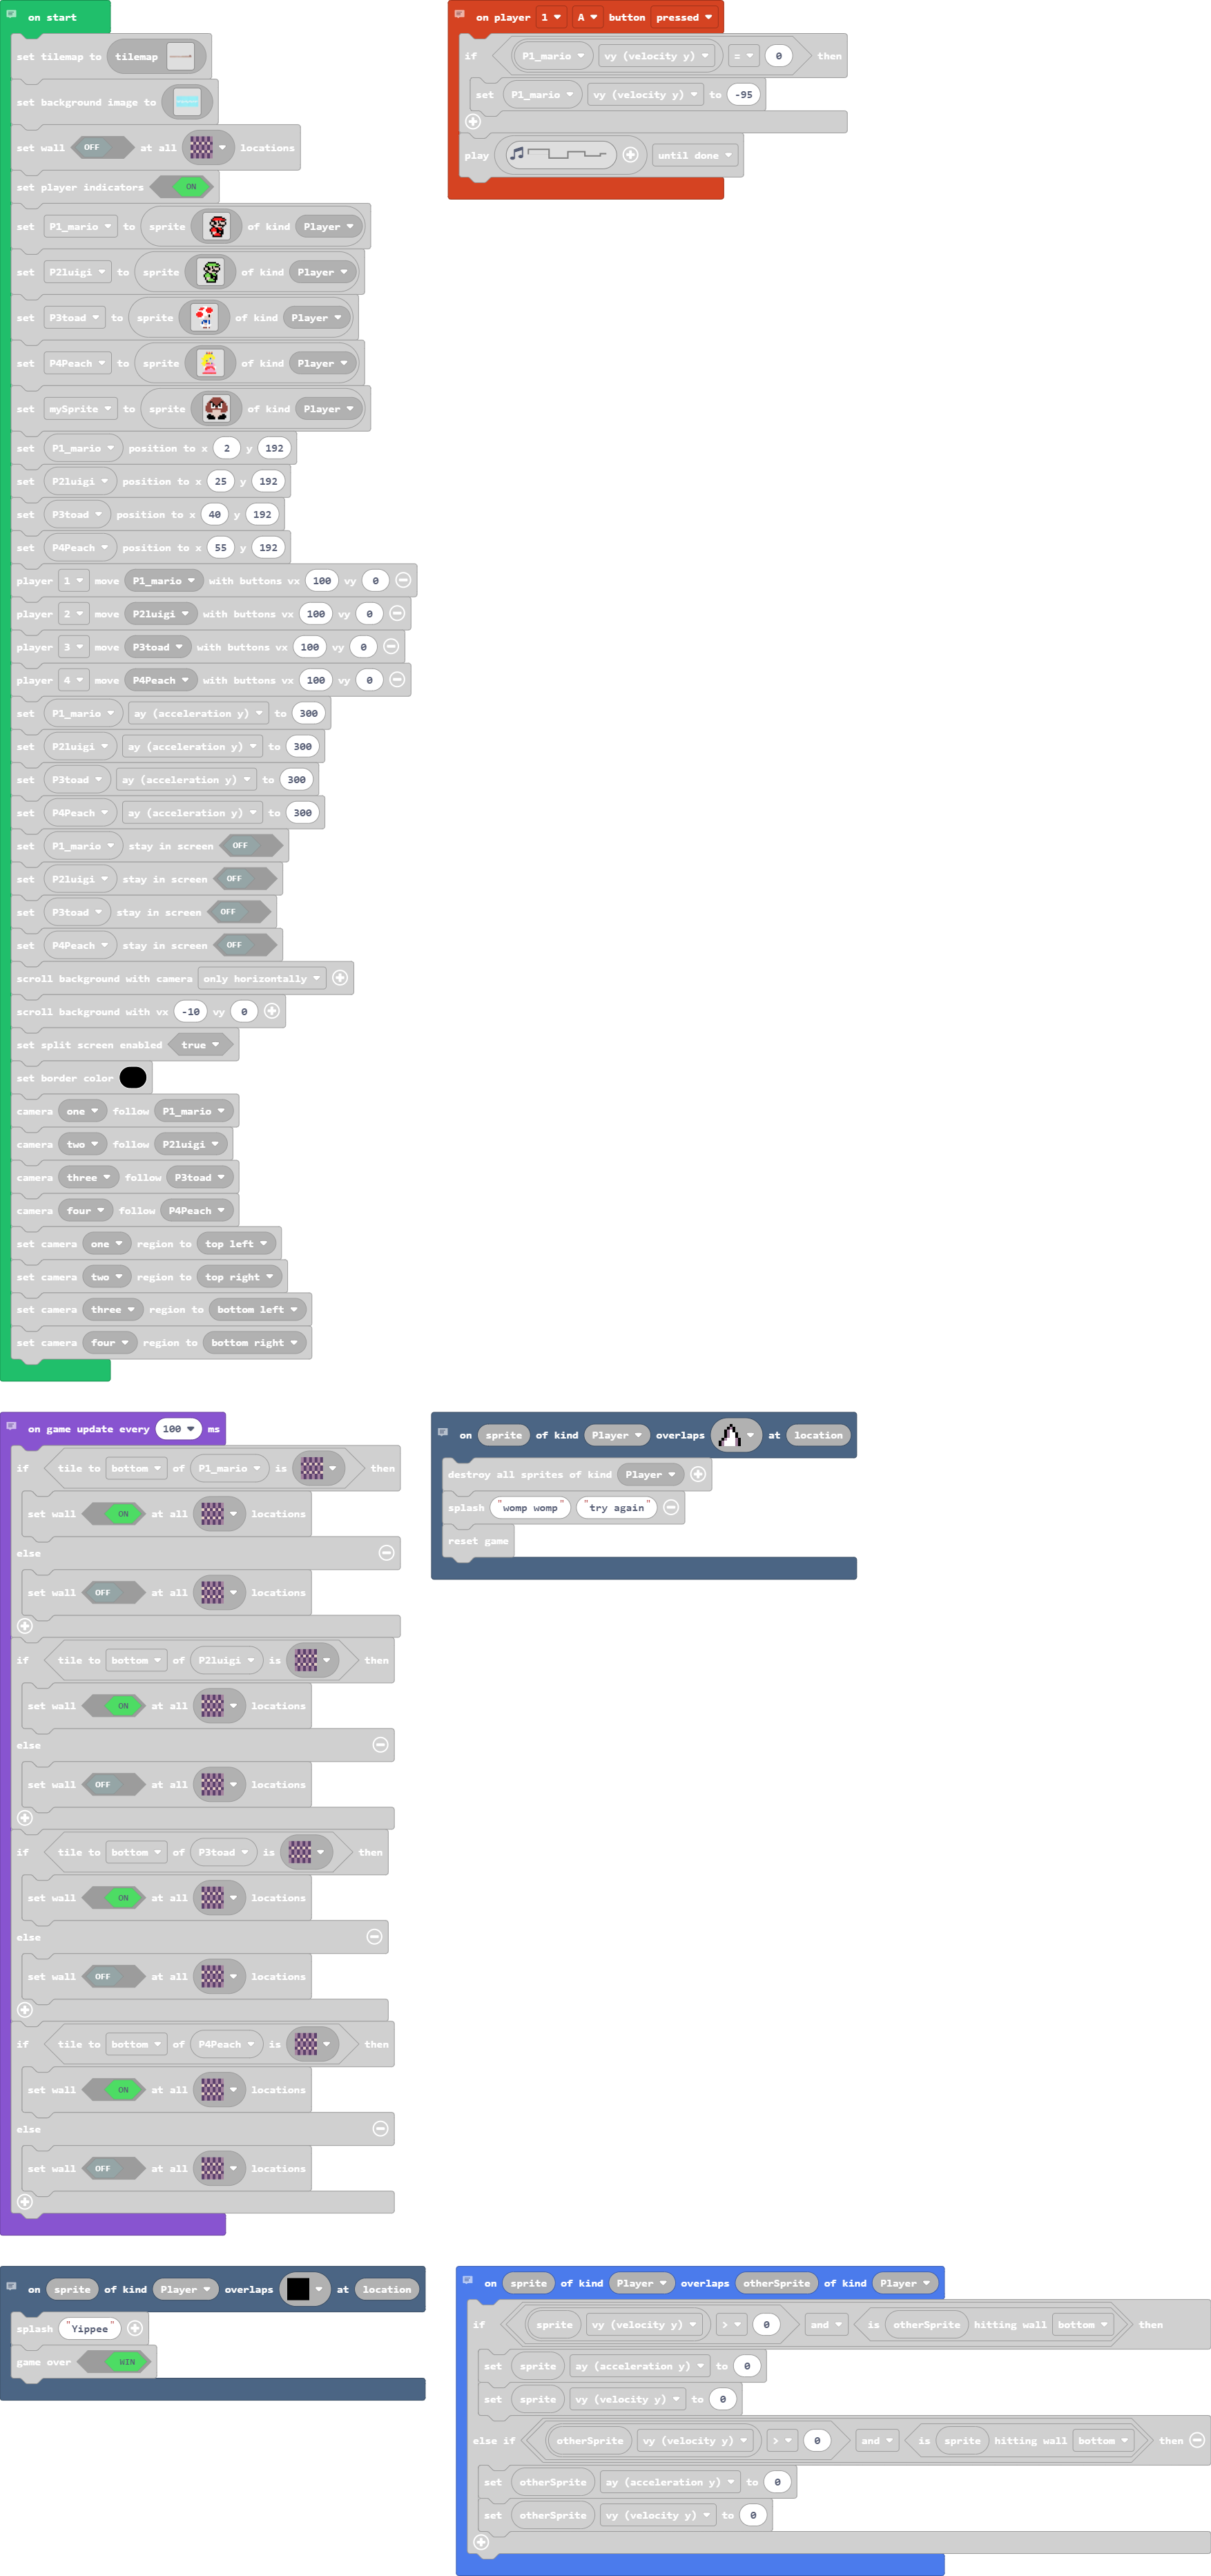 on start
set tilemap to tilemap
set background image to
set wall OFF at all locations
set player indicators ON
set P1_mario to sprite of kind Player
set P2luigi to sprite of kind Player
set P3toad to sprite of kind Player
set P4Peach to sprite of kind Player
set mySprite to sprite of kind Player
set P1_mario position to x 2 y 192
set P2luigi position to x 25 y 192
set P3toad position to x 40 y 192
set P4Peach position to x 55 y 192
player 1 move P1_mario with buttons vx 100 vy 0
player 2 move P2luigi with buttons vx 100 vy 0
player 3 move P3toad with buttons vx 100 vy 0
player 4 move P4Peach with buttons vx 100 vy 0
set P1_mario ay (acceleration y) to 300
set P2luigi ay (acceleration y) to 300
set P3toad ay (acceleration y) to 300
set P4Peach ay (acceleration y) to 300
set P1_mario stay in screen OFF
set P2luigi stay in screen OFF
set P3toad stay in screen OFF
set P4Peach stay in screen OFF
scroll background with camera only horizontally
scroll background with vx -10 vy 0
set split screen enabled true
set border color
camera one follow P1_mario
camera two follow P2luigi
camera three follow P3toad
camera four follow P4Peach
set camera one region to top left
set camera two region to top right
set camera three region to bottom left
set camera four region to bottom right
on player 1 A button pressed
if P1_mario vy (velocity y) = 0 then
set P1_mario vy (velocity y) to -95
play until done
on game update every 100 ms
if tile to bottom of P1_mario is then
set wall ON at all locations
else
set wall OFF at all locations
if tile to bottom of P2luigi is then
set wall ON at all locations
else
set wall OFF at all locations
if tile to bottom of P3toad is then
set wall ON at all locations
else
set wall OFF at all locations
if tile to bottom of P4Peach is then
set wall ON at all locations
else
set wall OFF at all locations
on sprite of kind Player overlaps at location
destroy all sprites of kind Player
splash "womp womp" "try again"
reset game
on sprite of kind Player overlaps at location
splash "Yippee"
game over WIN
on sprite of kind Player overlaps otherSprite of kind Player
if sprite vy (velocity y) > 0 and is otherSprite hitting wall bottom then
set sprite ay (acceleration y) to 0
set sprite vy (velocity y) to 0
else if otherSprite vy (velocity y) > 0 and is sprite hitting wall bottom then
set otherSprite ay (acceleration y) to 0
set otherSprite vy (velocity y) to 0